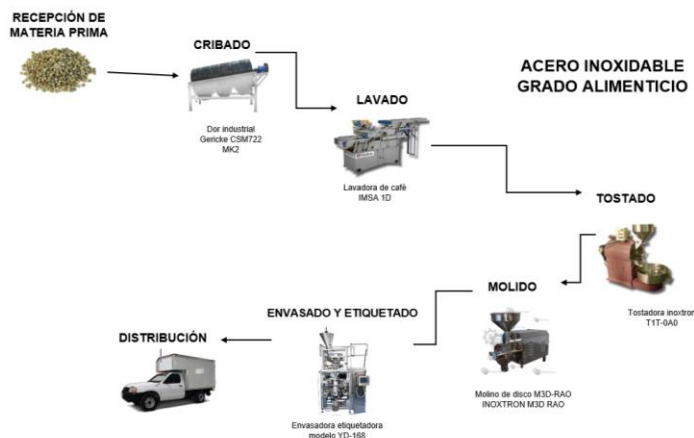 RECEPCIÓN DE
MATERIA PRIMA
CRIBADO
Dor industrial
Gericke CSM722
MK2
ACERO INOXIDABLE
GRADO ALIMENTICIO
LAVADO
Lavadora de café
IMSA 1D
TOSTADO
Tostadora inoxtron
T1T-0A0
MOLIDO
Molino de disco M3D-RAO
INOXTRON M3D RAO
ENVASADO Y ETIQUETADO
Envasadora etiquetadora
modelo YD-168
DISTRIBUCIÓN